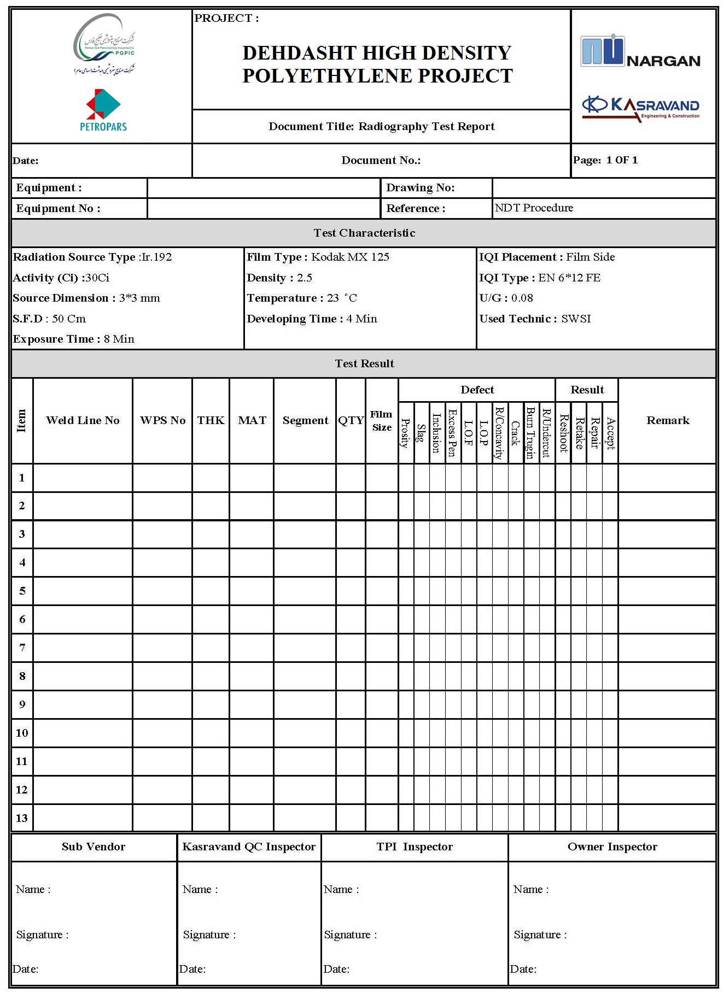 شرکت صنایع پتروشیمی خلیج فارس
Persian Gulf Petrochemical Industries Co
PGPIC
شرکت صنایع پتروشیمی دهدشت (سهامی عام)
PETROPARS
PROJECT :
DEHDASHT HIGH DENSITY
POLYETHYLENE PROJECT
Document Title: Radiography Test Report
NARGAN
KASRAVAND
Engineering & Construction
Date:
Document No.:
Page: 1 OF 1
Equipment :
Drawing No:
Equipment No :
Reference :
NDT Procedure
Test Characteristic
Radiation Source Type :Ir.192
Activity (Ci) :30Ci
Source Dimension : 3*3 mm
S.F.D : 50 Cm
Exposure Time : 8 Min
Film Type : Kodak MX 125
Density : 2.5
Temperature : 23 ˚C
Developing Time : 4 Min
IQI Placement : Film Side
IQI Type : EN 6*12 FE
U/G : 0.08
Used Technic : SWSI
Test Result
Item
Weld Line No
WPS No
THK
MAT
Segment
QTY
Film
Size
Defect
Prosity
Slag
Inclusion
Excess Pen
L.O.F
L.O.P
R/Concavity
Crack
Burn Trugin
R/Undercut
Result
Reshoot
Retake
Repair
Accept
Remark
1
2
3
4
5
6
7
8
9
10
11
12
13
Sub Vendor
Kasravand QC Inspector
TPI Inspector
Owner Inspector
Name :
Name :
Name :
Name :
Signature :
Signature :
Signature :
Signature :
Date:
Date:
Date:
Date: